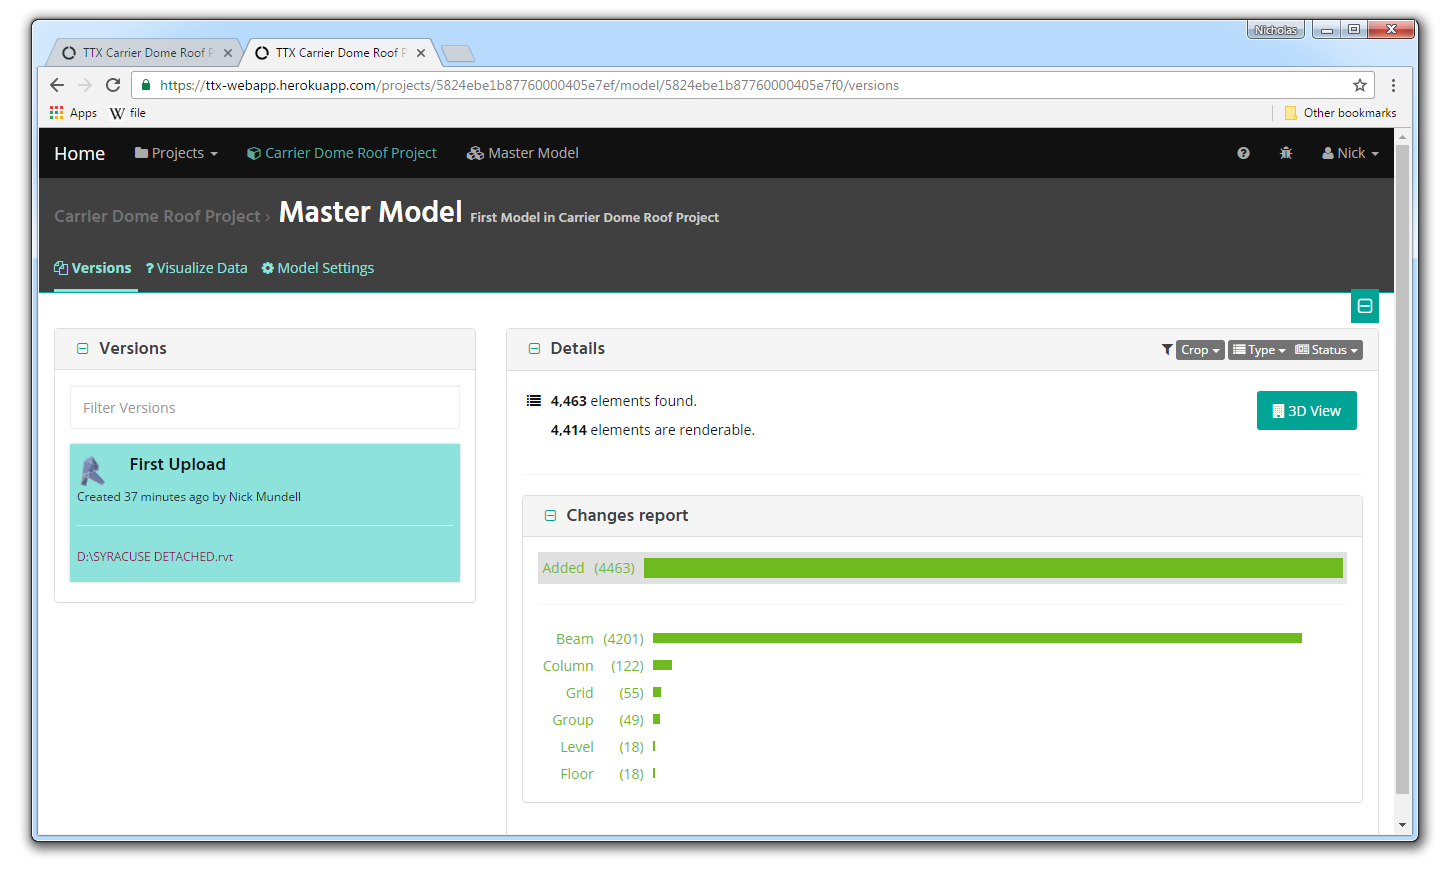 Nicholas
TTX Carrier Dome Roof P
TTX Carrier Dome Roof P
https://ttx-webapp.herokuapp.com/projects/5824ebe1b87760000405e7ef/model/5824ebe1b87760000405e7f0/versions
Apps W file Other bookmarks
Home Projects Carrier Dome Roof Project Master Model Nick
Carrier Dome Roof Project › Master Model First Model in Carrier Dome Roof Project
Versions ? Visualize Data Model Settings
Versions
Filter Versions
First Upload
Created 37 minutes ago by Nick Mundell
D:\SYRACUSE DETACHED.rvt
Details Crop Type Status
4,463 elements found.
4,414 elements are renderable.
3D View
Changes report
Added (4463)
Beam (4201)
Column (122)
Grid (55)
Group (49)
Level (18)
Floor (18)